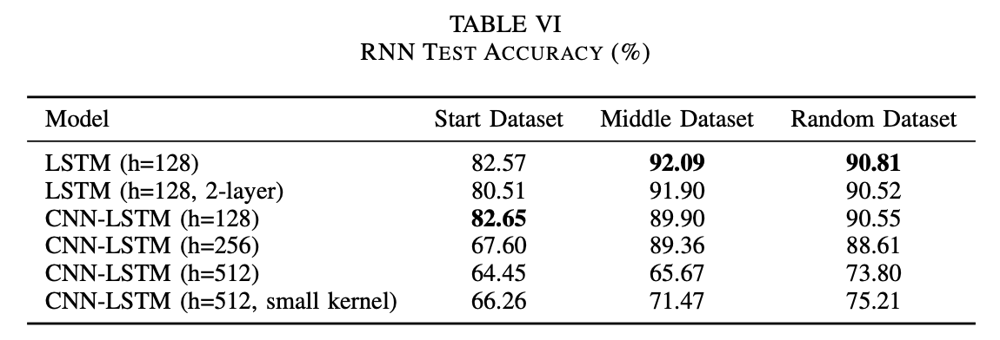 TABLE VI
RNN TEST ACCURACY (%)
Model Start Dataset Middle Dataset Random Dataset
LSTM (h=128) 82.57 92.09 90.81
LSTM (h=128, 2-layer) 80.51 91.90 90.52
CNN-LSTM (h=128) 82.65 89.90 90.55
CNN-LSTM (h=256) 67.60 89.36 88.61
CNN-LSTM (h=512) 64.45 65.67 73.80
CNN-LSTM (h=512, small kernel) 66.26 71.47 75.21